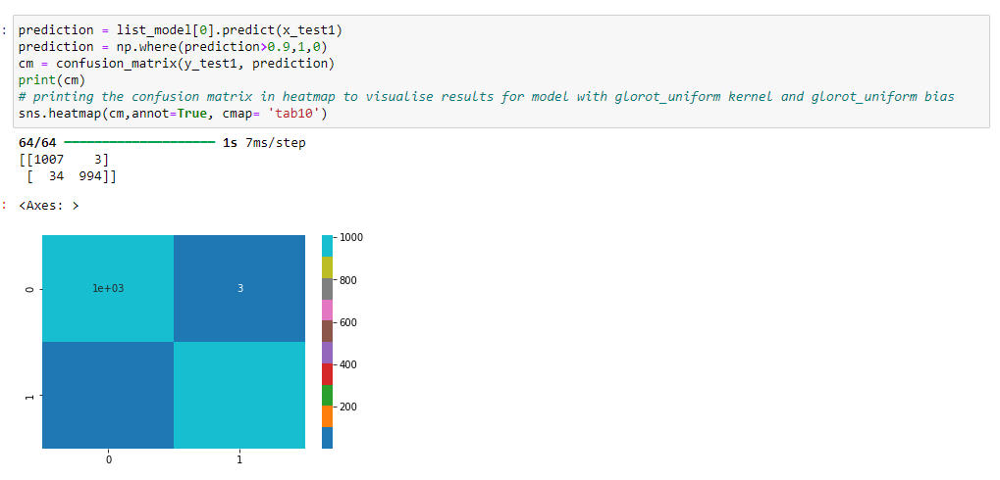 :
prediction = list_model[0].predict(x_test1)
prediction = np.where(prediction>0.9,1,0)
cm = confusion_matrix(y_test1, prediction)
print(cm)
# printing the confusion matrix in heatmap to visualise results for model with glorot_uniform kernel and glorot_uniform bias
sns.heatmap(cm,annot=True, cmap= 'tab10')
64/64 ━━━━━━━━━━━━━━━━━━━━ 1s 7ms/step
[[1007    3]
 [  34  994]]
:
<Axes: >
1000
800
600
400
200
0
1e+03
3
1
0
1